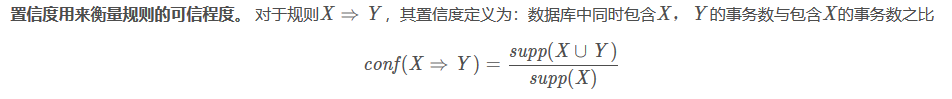 置信度用来衡量规则的可信程度。 对于规则X ⇒ Y，其置信度定义为：数据库中同时包含X， Y的事务数与包含X的事务数之比
conf(X ⇒ Y) = supp(X ∪ Y) / supp(X)